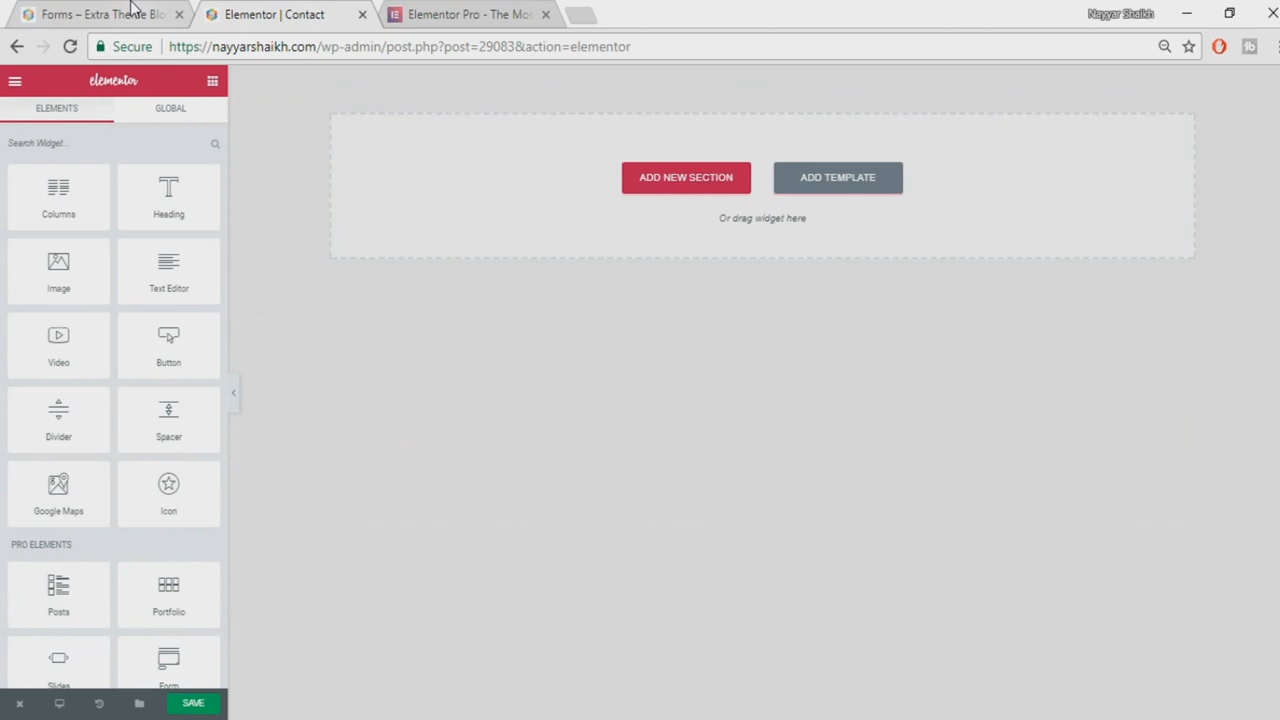 Forms – Extra Theme Blo
Elementor | Contact
Elementor Pro - The Mos
Nayyar Shaikh
Secure
https://nayyarshaikh.com/wp-admin/post.php?post=29083&action=elementor
elementor
ELEMENTS
GLOBAL
Search Widget...
Columns
Heading
Image
Text Editor
Video
Button
Divider
Spacer
Google Maps
Icon
PRO ELEMENTS
Posts
Portfolio
Slides
Form
SAVE
ADD NEW SECTION
ADD TEMPLATE
Or drag widget here